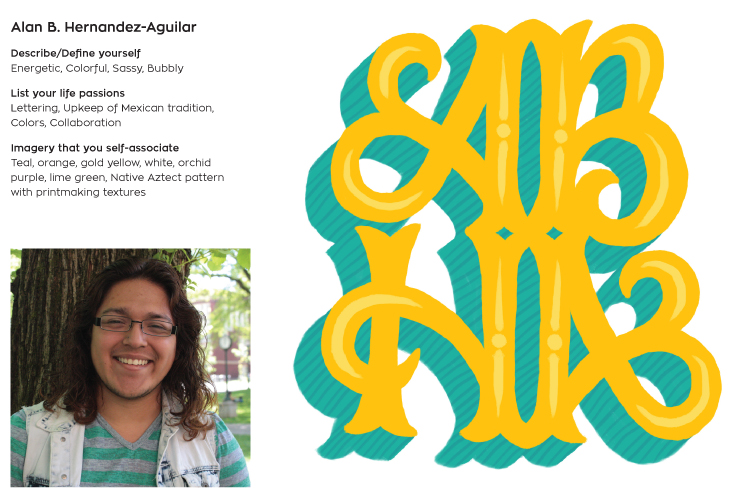 Alan B. Hernandez-Aguilar
Describe/Define yourself
Energetic, Colorful, Sassy, Bubbly
List your life passions
Lettering, Upkeep of Mexican tradition,
Colors, Collaboration
Imagery that you self-associate
Teal, orange, gold yellow, white, orchid
purple, lime green, Native Aztect pattern
with printmaking textures
AB
HA